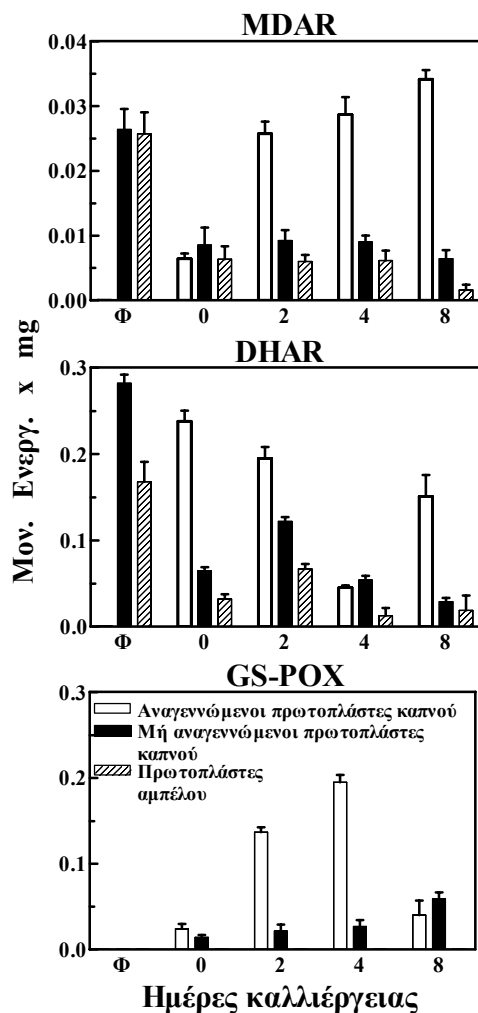 MDAR
0.04
0.03
0.02
0.01
0.00
Φ 0 2 4 8
DHAR
0.3
0.2
0.1
0.0
Φ 0 2 4 8
Μον. Ενεργ. x mg
GS-POX
0.3
0.2
0.1
0.0
Αναγεννώμενοι πρωτοπλάστες καπνού
Μή αναγεννώμενοι πρωτοπλάστες
καπνού
Πρωτοπλάστες
αμπέλου
Φ 0 2 4 8
Ημέρες καλλιέργειας